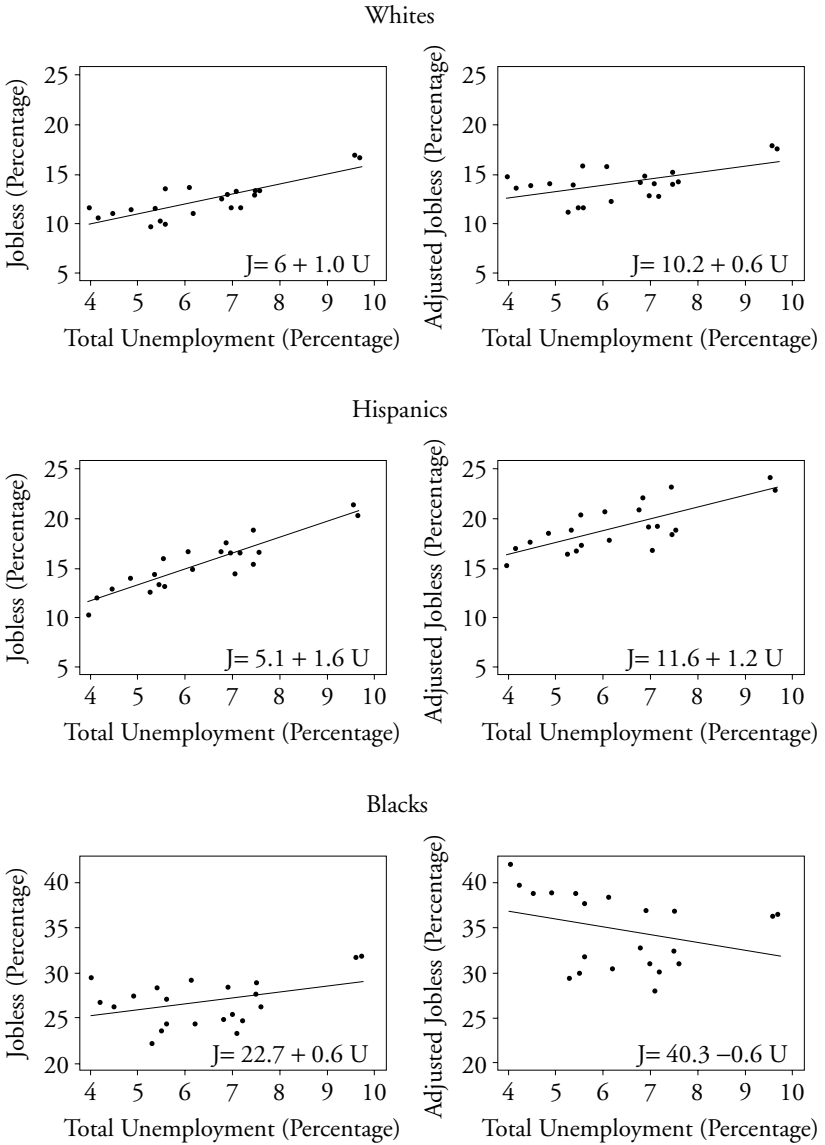 Whites
Jobless (Percentage)
25
20
15
10
5
J= 6 + 1.0 U
4 5 6 7 8 9 10
Total Unemployment (Percentage)
Adjusted Jobless (Percentage)
25
20
15
10
5
J= 10.2 + 0.6 U
4 5 6 7 8 9 10
Total Unemployment (Percentage)
Hispanics
Jobless (Percentage)
25
20
15
10
5
J= 5.1 + 1.6 U
4 5 6 7 8 9 10
Total Unemployment (Percentage)
Adjusted Jobless (Percentage)
25
20
15
10
5
J= 11.6 + 1.2 U
4 5 6 7 8 9 10
Total Unemployment (Percentage)
Blacks
Jobless (Percentage)
40
35
30
25
20
J= 22.7 + 0.6 U
4 5 6 7 8 9 10
Total Unemployment (Percentage)
Adjusted Jobless (Percentage)
40
35
30
25
20
J= 40.3 −0.6 U
4 5 6 7 8 9 10
Total Unemployment (Percentage)